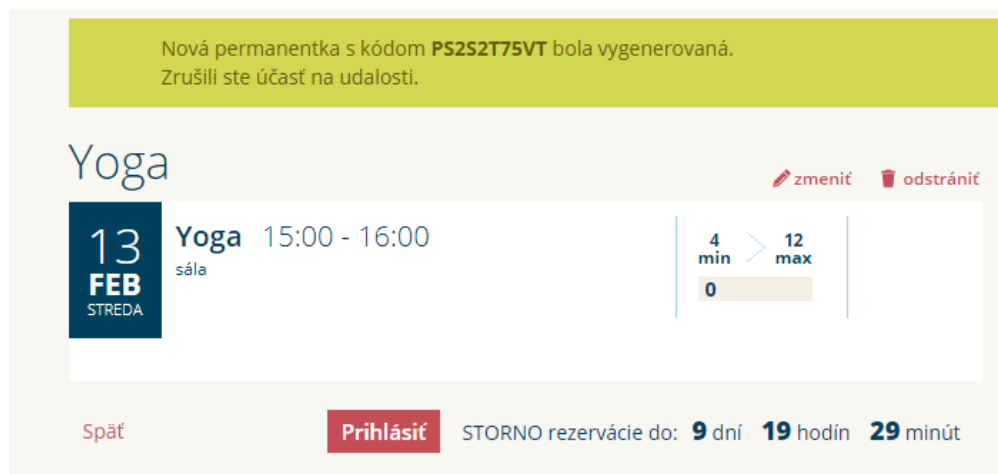 Nová permanentka s kódom PS2S2T75VT bola vygenerovaná.
Zrušili ste účasť na udalosti.
Yoga
zmeniť odstrániť
13
FEB
STREDA
Yoga 15:00 - 16:00
sála
4 12
min max
0
Späť Prihlásiť STORNO rezervácie do: 9 dní 19 hodín 29 minút